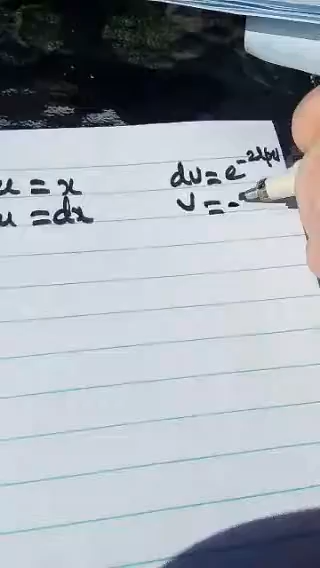 u = x dv = e
u = dx v = -